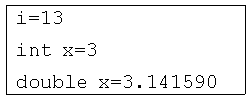 i=13
int x=3
double x=3.141590